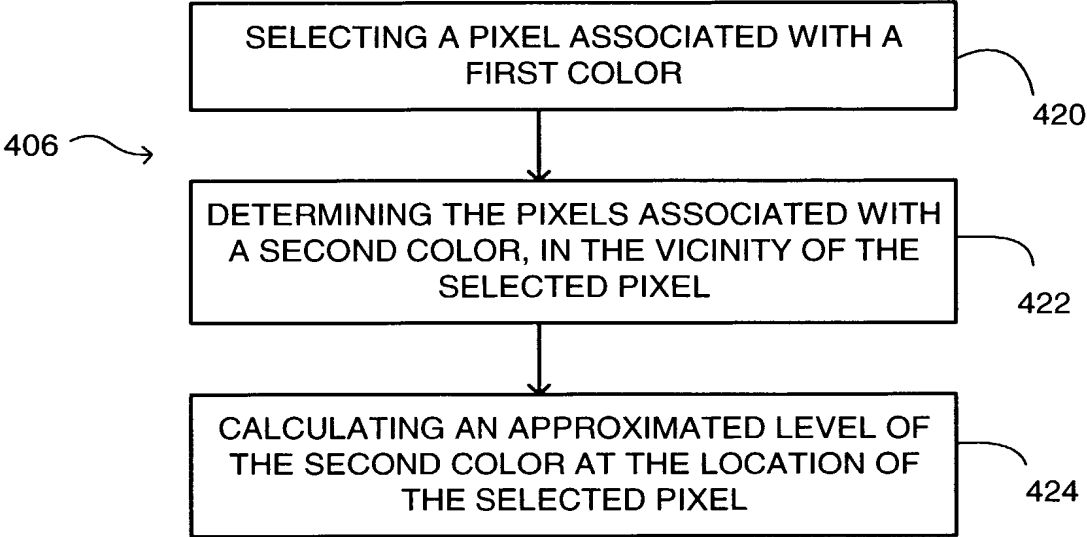 SELECTING A PIXEL ASSOCIATED WITH A
FIRST COLOR
420
406
DETERMINING THE PIXELS ASSOCIATED WITH
A SECOND COLOR, IN THE VICINITY OF THE
SELECTED PIXEL
422
CALCULATING AN APPROXIMATED LEVEL OF
THE SECOND COLOR AT THE LOCATION OF
THE SELECTED PIXEL
424